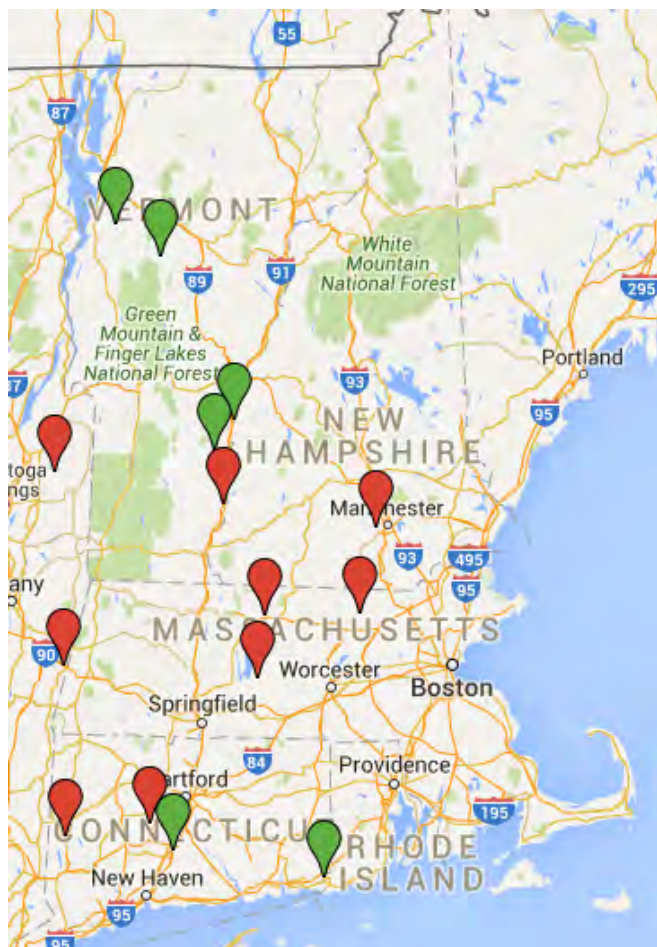 55
87
VERMONT
White
Mountain
National Forest
91
89
295
Green
Mountain &
Finger Lakes
National Forest
Portland
93
87
95
NEW
HAMPSHIRE
toga
ngs
Manchester
93
495
any
95
MASSACHUSETTS
90
Worcester
Boston
Springfield
84
artford
Providence
195
CONNECTICU
RHODE
ISLAND
New Haven
95
95